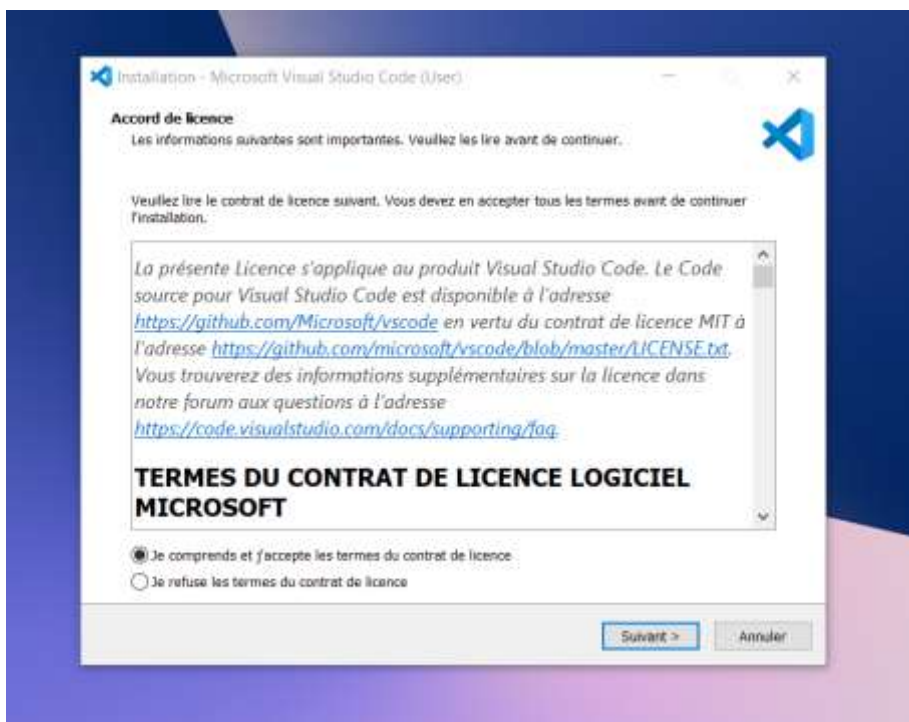 Installation - Microsoft Visual Studio Code (User)
Accord de licence
Les informations suivantes sont importantes. Veuillez les lire avant de continuer.
Veuillez lire le contrat de licence suivant. Vous devez en accepter tous les termes avant de continuer
l'installation.
La présente Licence s'applique au produit Visual Studio Code. Le Code
source pour Visual Studio Code est disponible à l'adresse
https://github.com/Microsoft/vscode en vertu du contrat de licence MIT à
l'adresse https://github.com/microsoft/vscode/blob/master/LICENSE.txt.
Vous trouverez des informations supplémentaires sur la licence dans
notre forum aux questions à l'adresse
https://code.visualstudio.com/docs/supporting/faq.
TERMES DU CONTRAT DE LICENCE LOGICIEL
MICROSOFT
Je comprends et j'accepte les termes du contrat de licence
Je refuse les termes du contrat de licence
Suivant >
Annuler